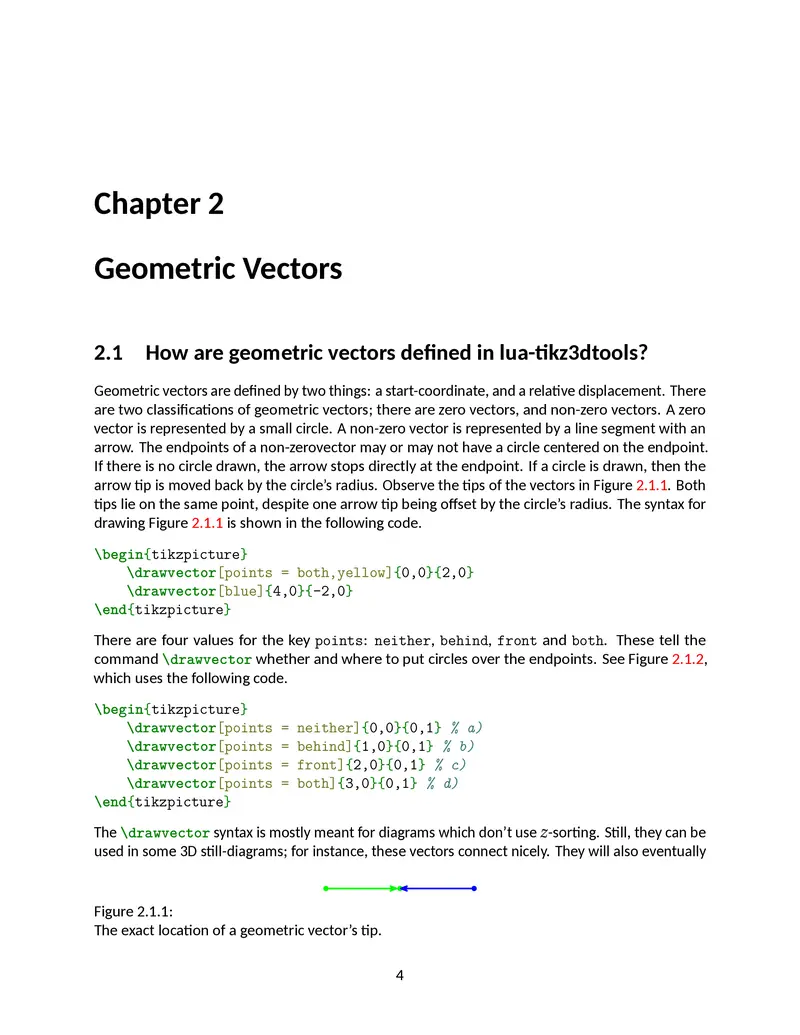 Chapter 2
Geometric Vectors
2.1 How are geometric vectors defined in lua-tikz3dtools?
Geometric vectors are defined by two things: a start-coordinate, and a relative displacement. There
are two classifications of geometric vectors; there are zero vectors, and non-zero vectors. A zero
vector is represented by a small circle. A non-zero vector is represented by a line segment with an
arrow. The endpoints of a non-zerovector may or may not have a circle centered on the endpoint.
If there is no circle drawn, the arrow stops directly at the endpoint. If a circle is drawn, then the
arrow tip is moved back by the circle’s radius. Observe the tips of the vectors in Figure 2.1.1. Both
tips lie on the same point, despite one arrow tip being offset by the circle’s radius. The syntax for
drawing Figure 2.1.1 is shown in the following code.
\begin{tikzpicture}
    \drawvector[points = both,yellow]{0,0}{2,0}
    \drawvector[blue]{4,0}{-2,0}
\end{tikzpicture}
There are four values for the key points: neither, behind, front and both. These tell the
command \drawvector whether and where to put circles over the endpoints. See Figure 2.1.2,
which uses the following code.
\begin{tikzpicture}
    \drawvector[points = neither]{0,0}{0,1} % a)
    \drawvector[points = behind]{1,0}{0,1} % b)
    \drawvector[points = front]{2,0}{0,1} % c)
    \drawvector[points = both]{3,0}{0,1} % d)
\end{tikzpicture}
The \drawvector syntax is mostly meant for diagrams which don’t use z-sorting. Still, they can be
used in some 3D still-diagrams; for instance, these vectors connect nicely. They will also eventually
Figure 2.1.1:
The exact location of a geometric vector’s tip.
4